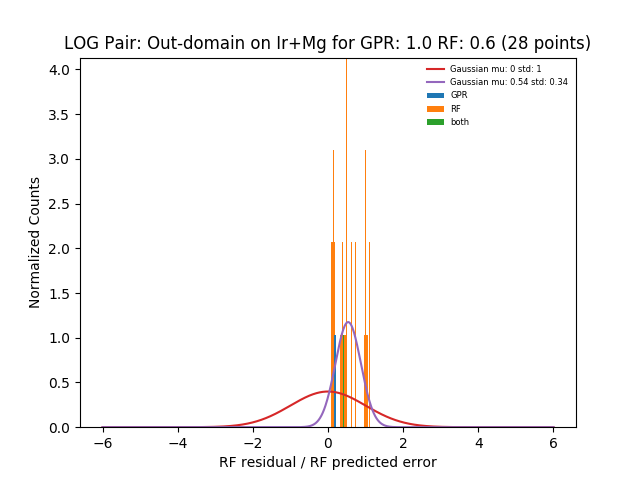 LOG Pair: Out-domain on Ir+Mg for GPR: 1.0 RF: 0.6 (28 points)
Gaussian mu: 0 std: 1
Gaussian mu: 0.54 std: 0.34
GPR
RF
both
Normalized Counts
4.0
3.5
3.0
2.5
2.0
1.5
1.0
0.5
0.0
−6 −4 −2 0 2 4 6
RF residual / RF predicted error